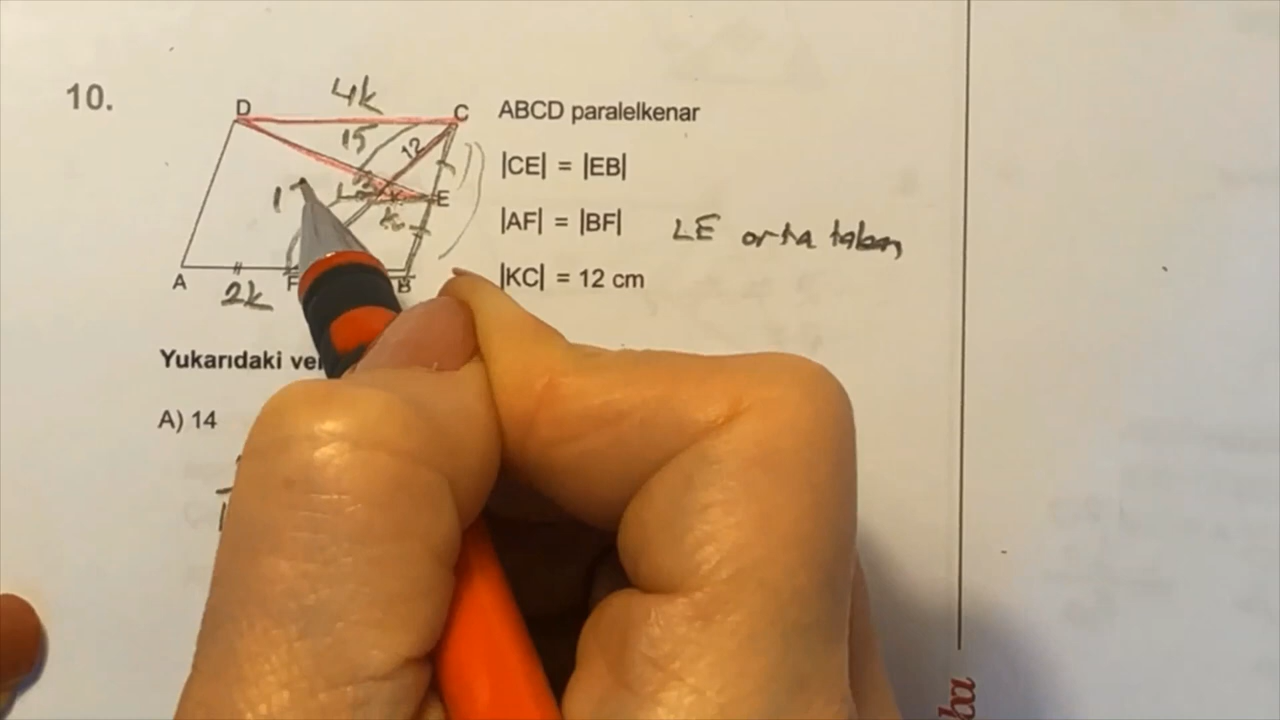 10.
4k
D
C
ABCD paralelkenar
15
12
|CE| = |EB|
L
K
E
k
|AF| = |BF|
LE orta taban
A
F
B
|KC| = 12 cm
2k
Yukarıdaki
A) 14